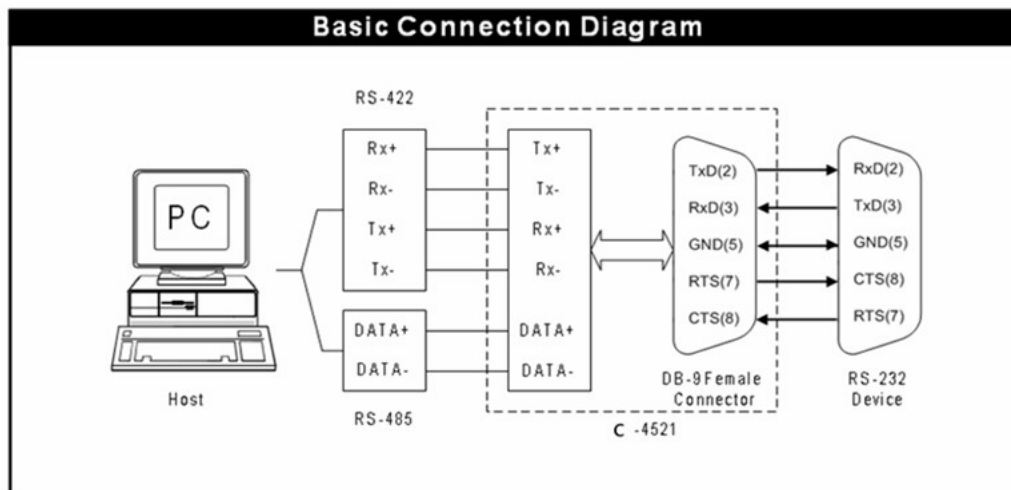 Basic Connection Diagram
RS-422
Rx+
Rx-
Tx+
Tx-
DATA+
DATA-
RS-485
PC
Host
Tx+
Tx-
Rx+
Rx-
DATA+
DATA-
TxD(2)
RxD(3)
GND(5)
RTS(7)
CTS(8)
DB-9 Female
Connector
C -4521
RxD(2)
TxD(3)
GND(5)
CTS(8)
RTS(7)
RS-232
Device